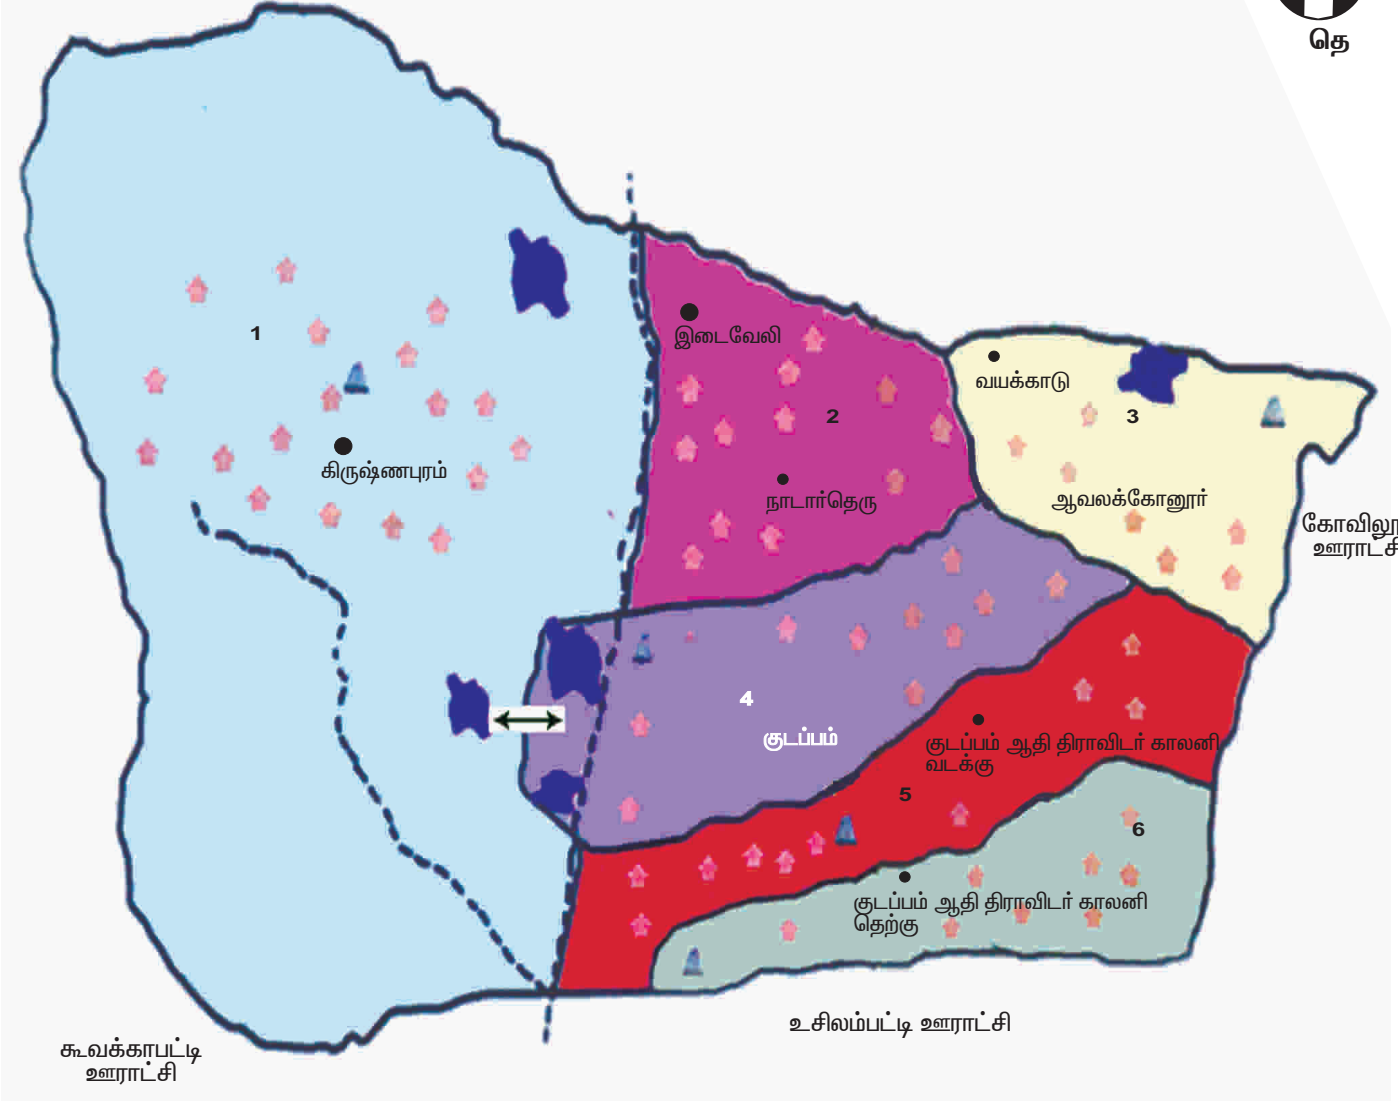 தெ
1
இடைவேலி
வயக்காடு
2
3
கிருஷ்ணபுரம்
நாடார்தெரு
ஆவலக்கோனூர்
ஊராட்சி
4
குடப்பம்
குடப்பம் ஆதி திராவிடர் காலனி
வடக்கு
5
6
குடப்பம் ஆதி திராவிடர் காலனி
தெற்கு
உசிலம்பட்டி ஊராட்சி
கூவக்காபட்டி
ஊராட்சி